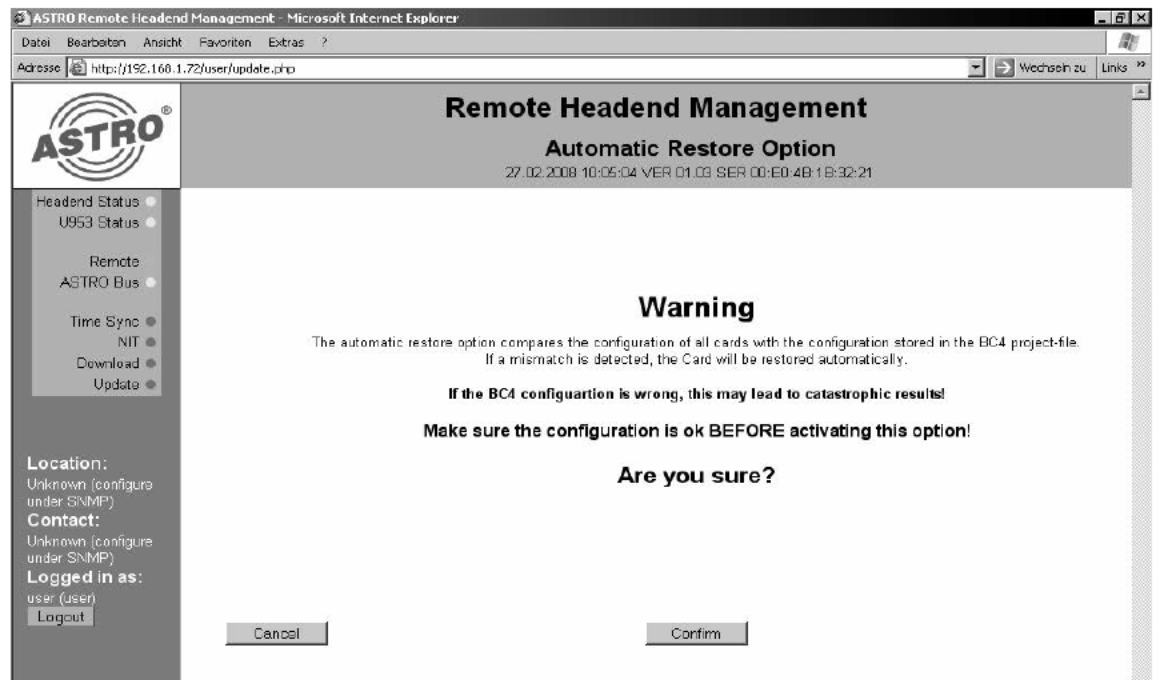 ASTRO Remote Headend Management - Microsoft Internet Explorer
Datei Bearbeiten Ansicht Favoriten Extras ?
Adresse http://192.168.1.72/user/update.php Wechseln zu Links »
ASTRO ®
Remote Headend Management
Automatic Restore Option
27.02.2008 10:05:04 VER 01.03 SER 00:E0:4B:1B:32:21
Headend Status
U953 Status
Remote
ASTRO Bus
Time Sync
NIT
Download
Update
Warning
The automatic restore option compares the configuration of all cards with the configuration stored in the BC4 project-file.
If a mismatch is detected, the Card will be restored automatically.
If the BC4 configuartion is wrong, this may lead to catastrophic results!
Make sure the configuration is ok BEFORE activating this option!
Are you sure?
Location:
Unknown (configure
under SNMP)
Contact:
Unknown (configure
under SNMP)
Logged in as:
user (user)
Logout
Cancel Confirm